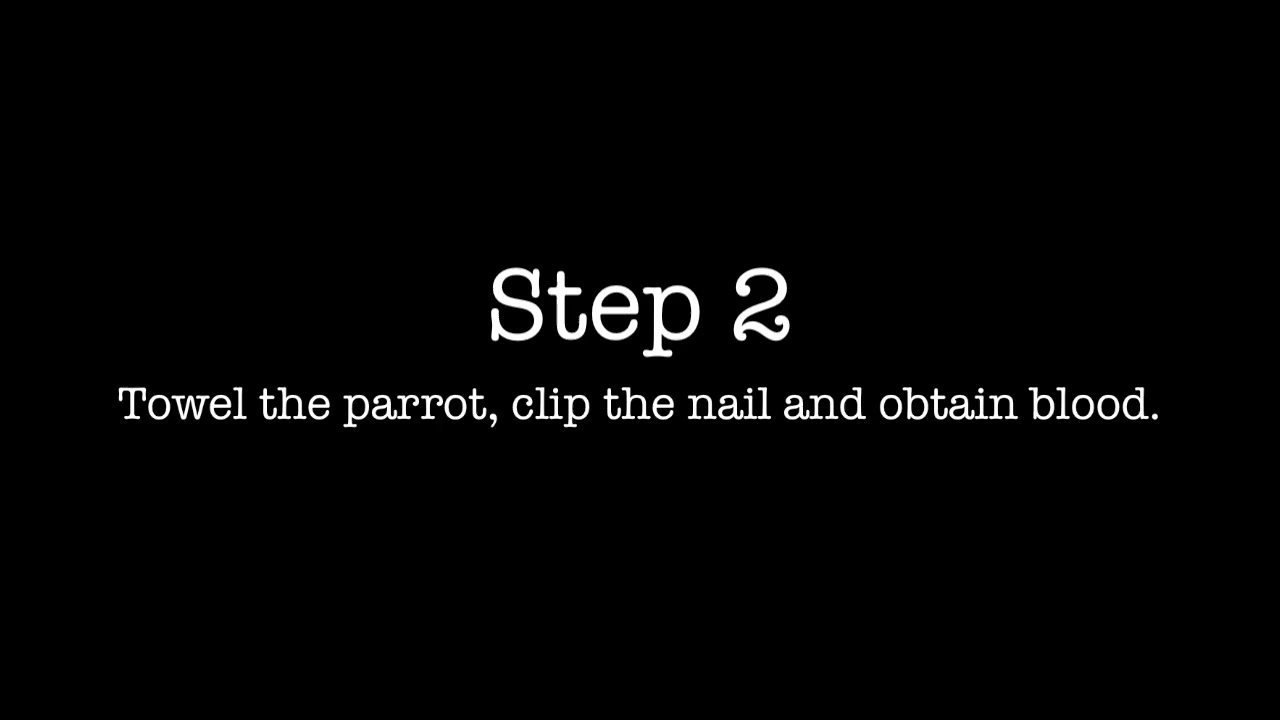 Step 2
Towel the parrot, clip the nail and obtain blood.